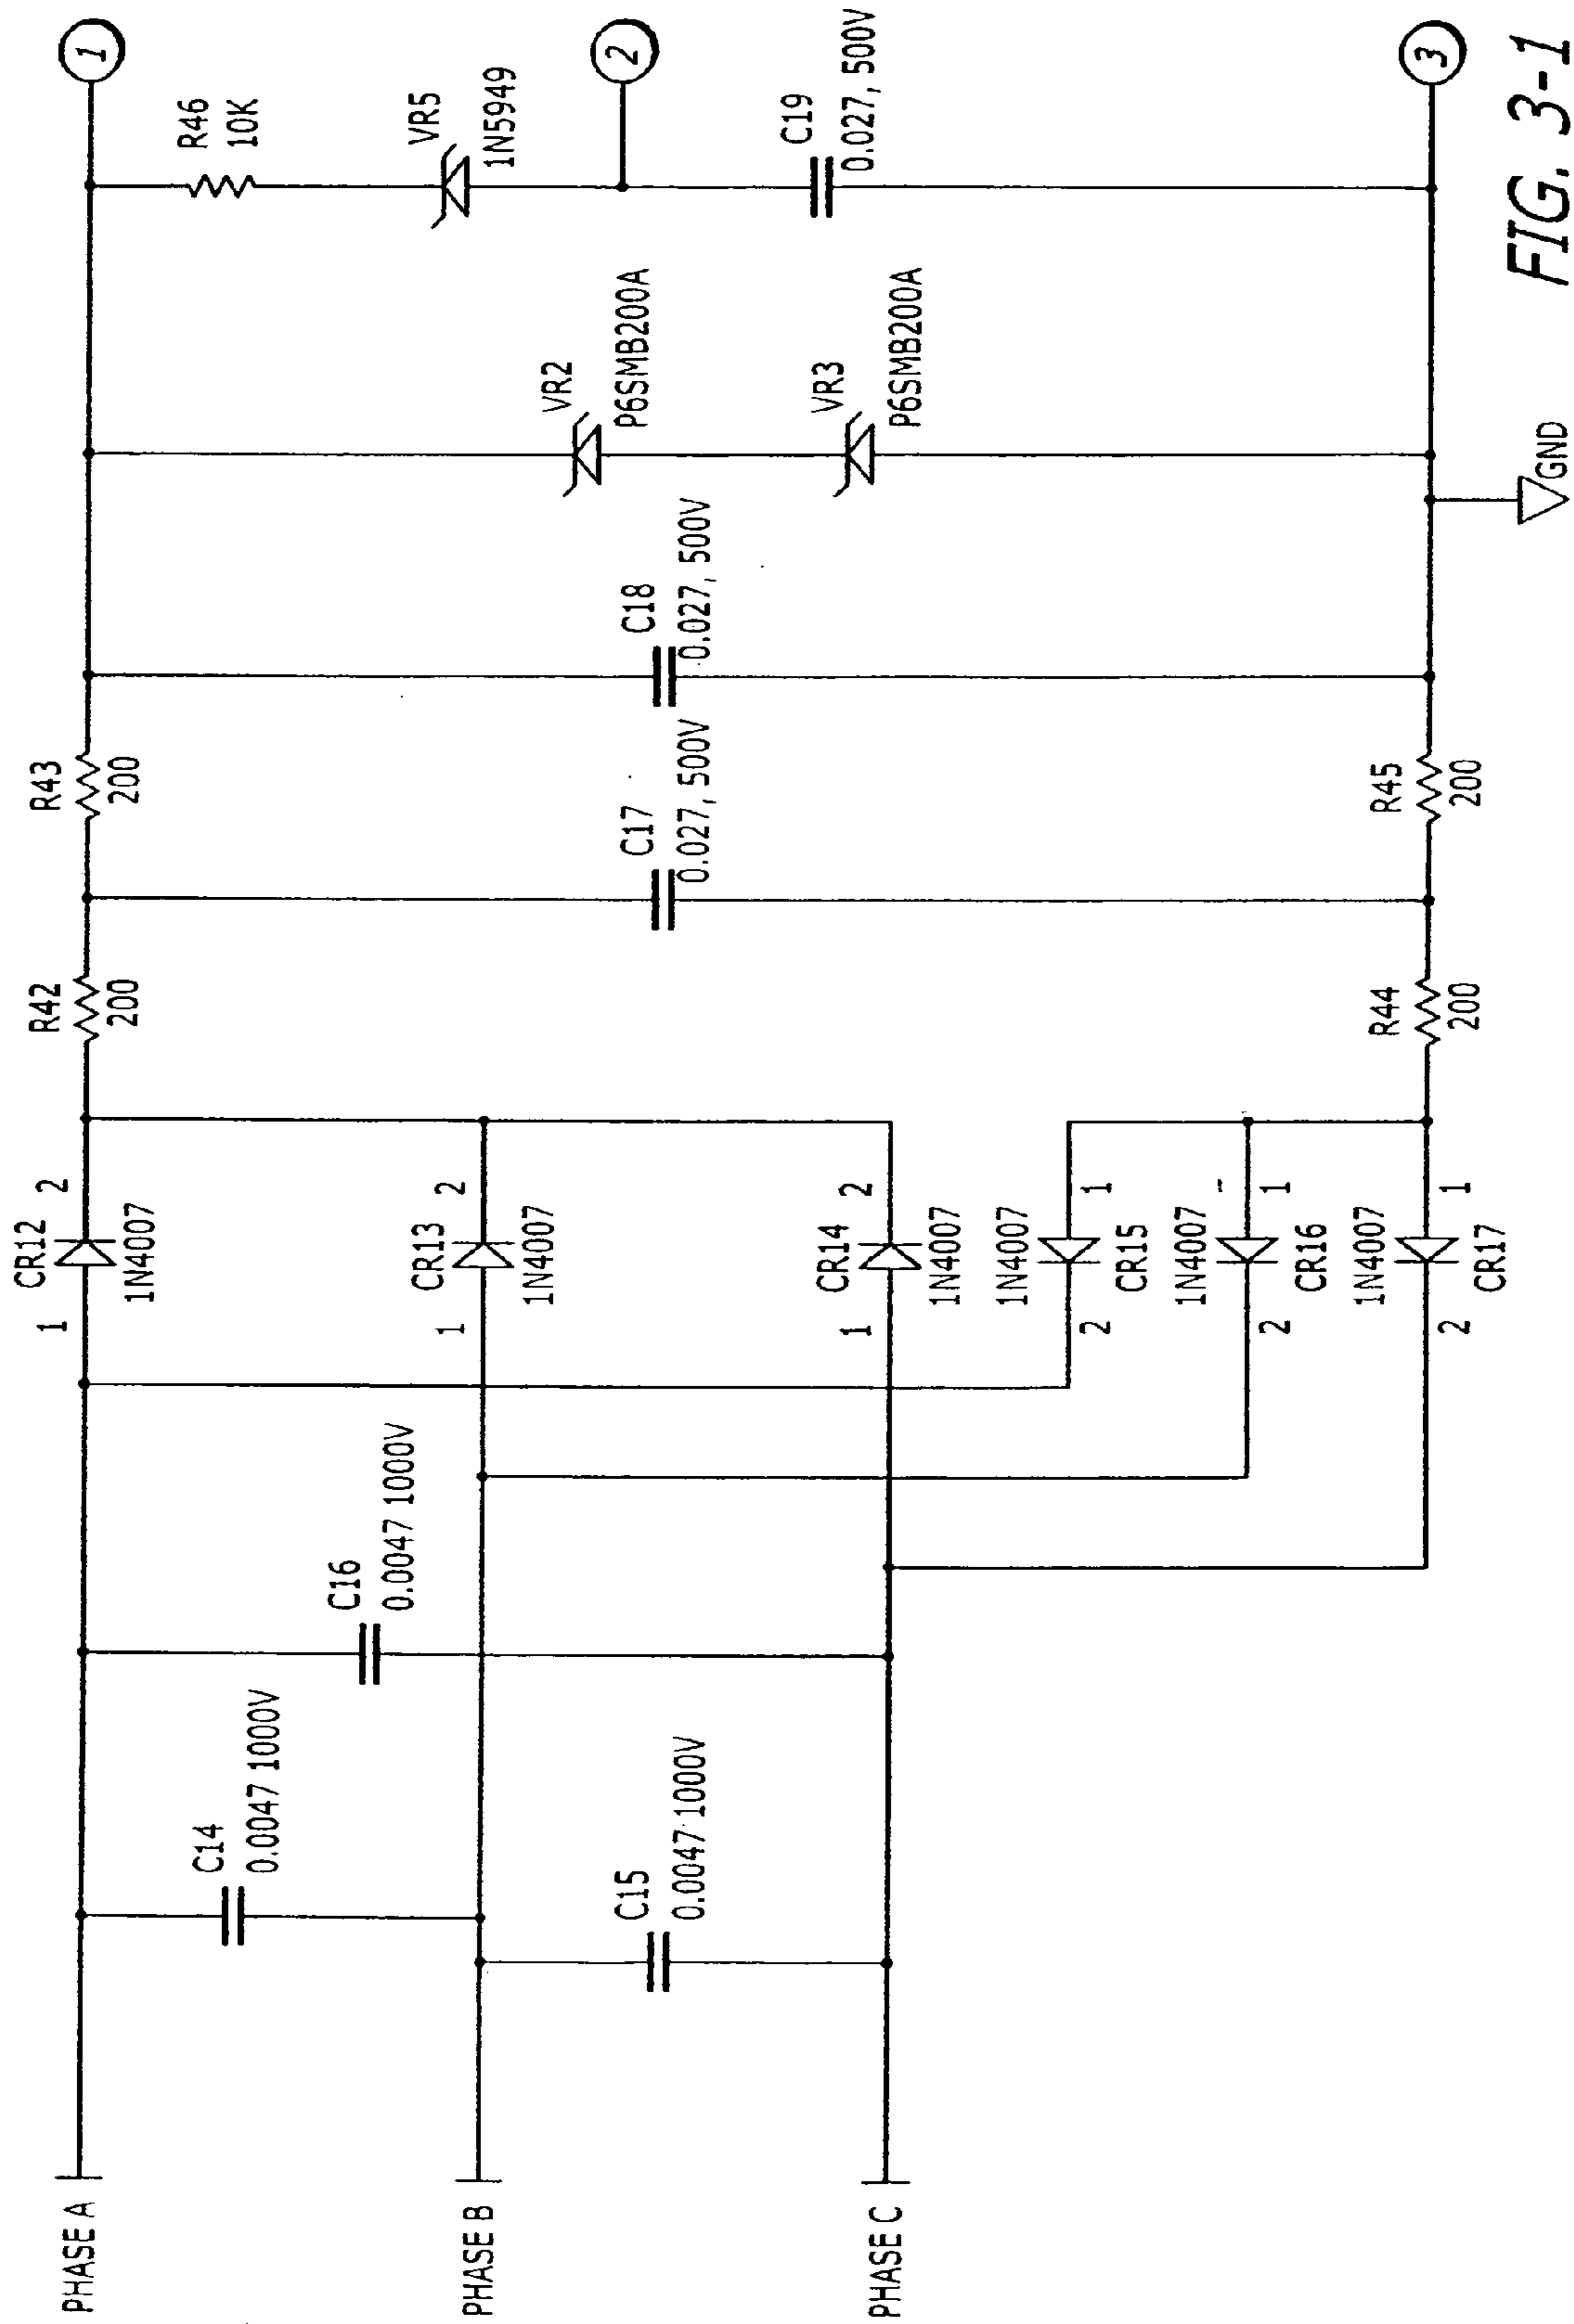 PHASE A
PHASE B
PHASE C
C14
0.0047 1000V
C15
0.0047 1000V
C16
0.0047 1000V
CR12
1
2
1N4007
CR13
1
2
1N4007
CR14
1
2
1N4007
1N4007
2
1
CR15
1N4007
2
1
CR16
1N4007
2
1
CR17
R42
200
R43
200
R44
200
R45
200
C17
0.027, 500V
C18
0.027, 500V
VR2
P6SMB200A
VR3
P6SMB200A
GND
R46
10K
VR5
1N5949
C19
0.027, 500V
1
2
3
FIG. 3-1